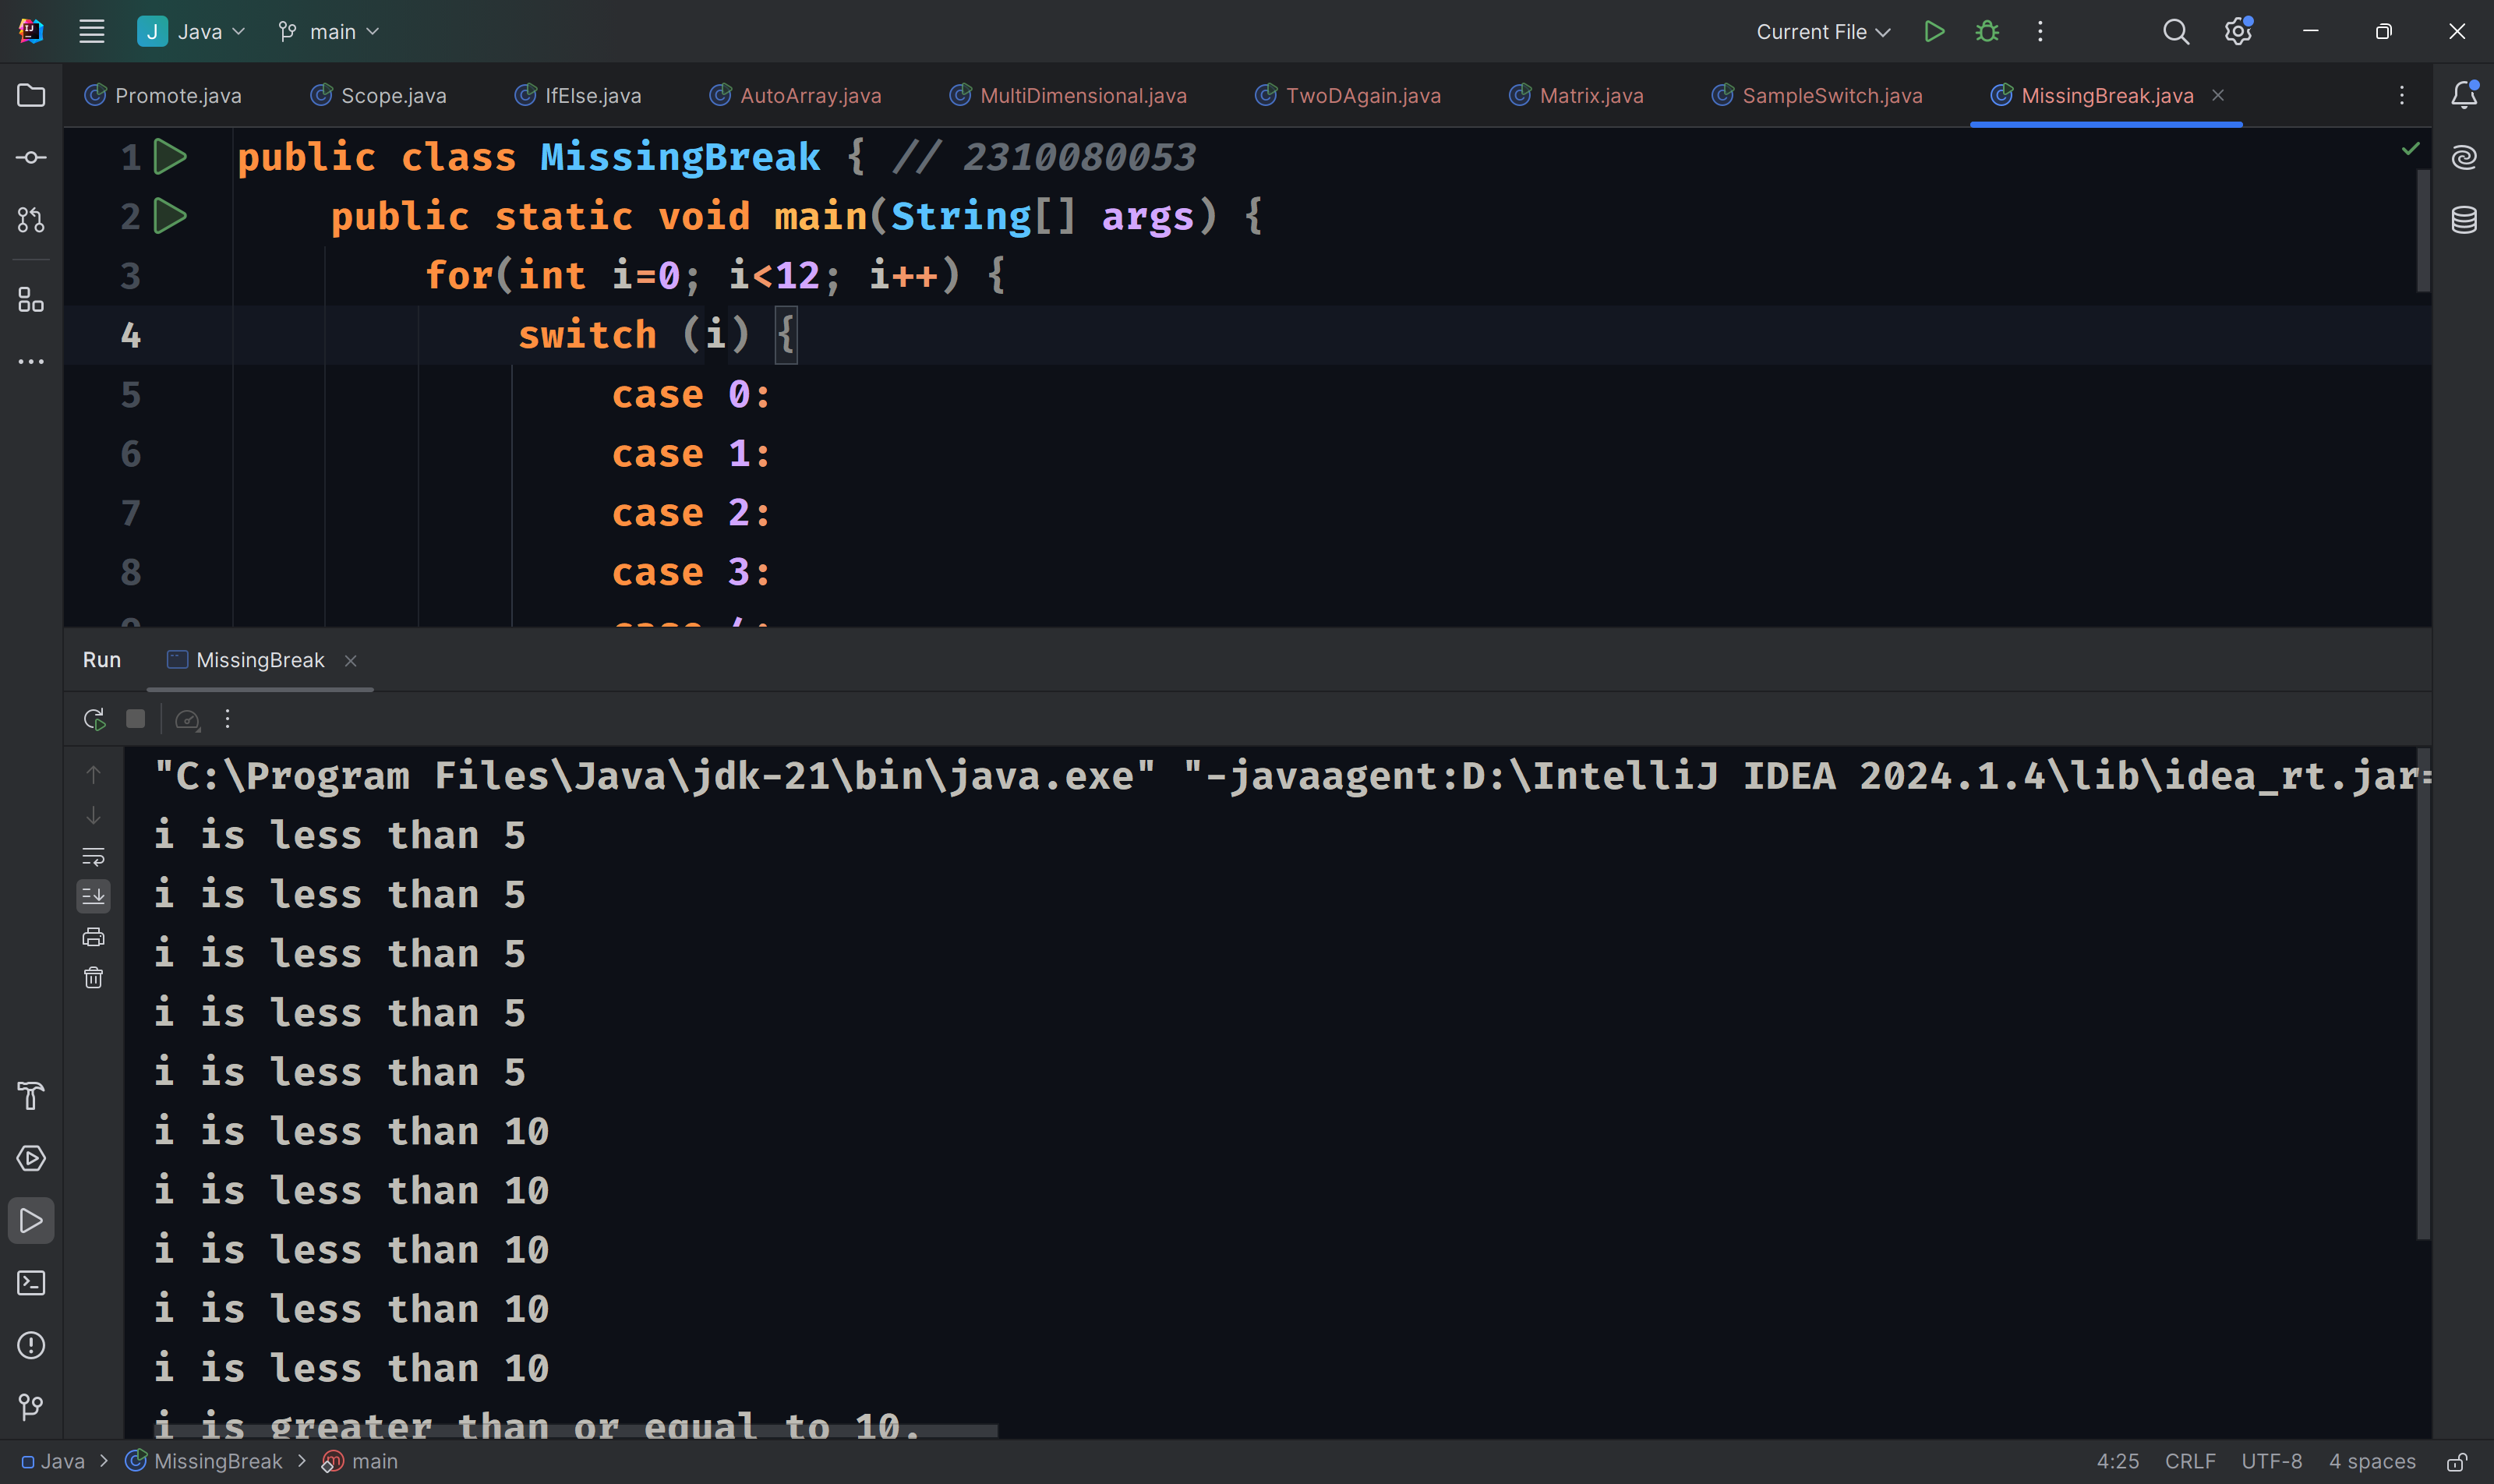 J Java main Current File
Promote.java Scope.java IfElse.java AutoArray.java MultiDimensional.java TwoDAgain.java Matrix.java SampleSwitch.java MissingBreak.java
1 public class MissingBreak { // 2310080053
2 public static void main(String[] args) {
3 for(int i=0; i<12; i++) {
4 switch (i) {
5 case 0:
6 case 1:
7 case 2:
8 case 3:
9 case 4:
Run MissingBreak
"C:\Program Files\Java\jdk-21\bin\java.exe" "-javaagent:D:\IntelliJ IDEA 2024.1.4\lib\idea_rt.jar=
i is less than 5
i is less than 5
i is less than 5
i is less than 5
i is less than 5
i is less than 10
i is less than 10
i is less than 10
i is less than 10
i is less than 10
i is greater than or equal to 10.
Java > MissingBreak > main 4:25 CRLF UTF-8 4 spaces